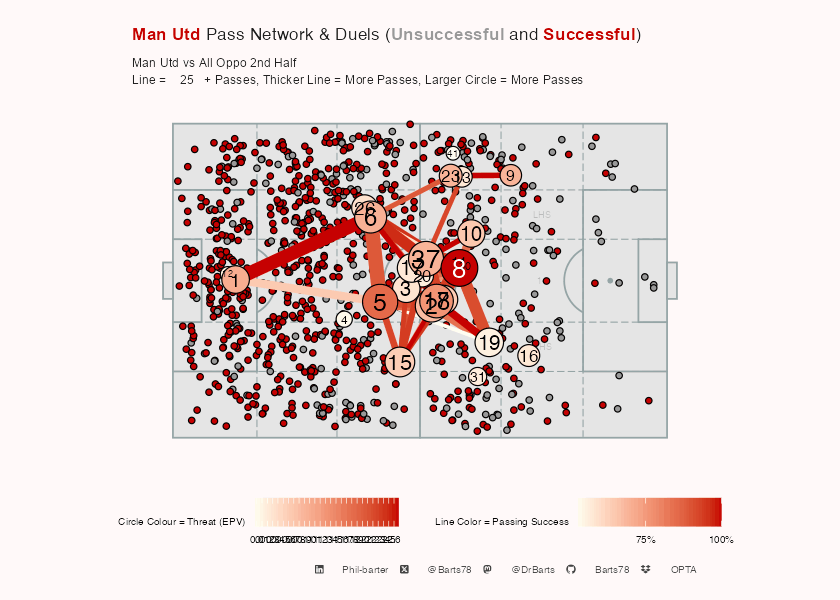 Man Utd Pass Network & Duels (Unsuccessful and Successful)
Man Utd vs All Oppo 2nd Half
Line = 25 + Passes, Thicker Line = More Passes, Larger Circle = More Passes
41
23
9
26
6
LHS
10
37
8
1
20
3
5
4
19
15
16
31
Circle Colour = Threat (EPV)
Line Color = Passing Success
75%
100%
Phil-barter
@Barts78
@DrBarts
Barts78
OPTA